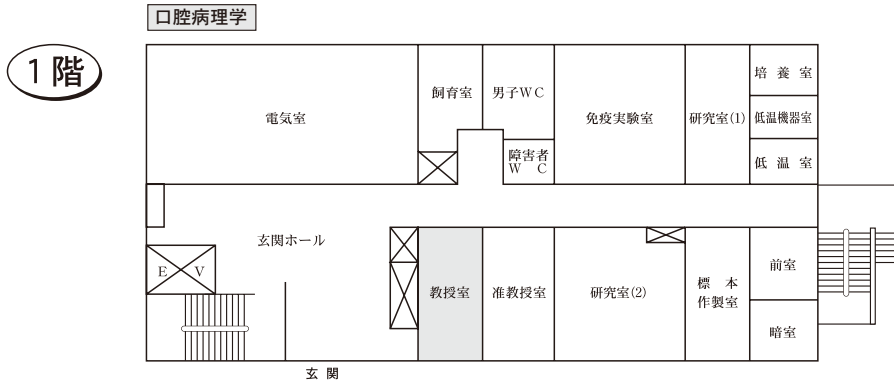 口腔病理学
1階
電気室
飼育室
男子WC
障害者
W C
免疫実験室
研究室(1)
培養室
低温機器室
低温室
玄関ホール
E V
教授室
准教授室
研究室(2)
標本
作製室
前室
暗室
玄関